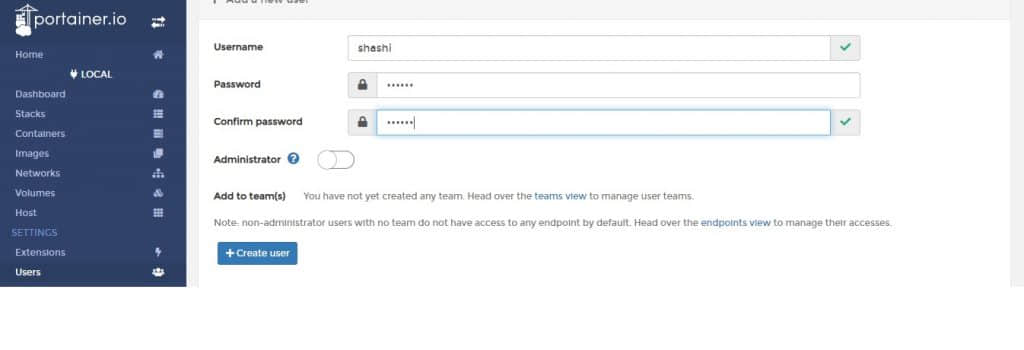 Add a new user
portainer.io
Home
LOCAL
Dashboard
Stacks
Containers
Images
Networks
Volumes
Host
SETTINGS
Extensions
Users
Username shashi
Password ······
Confirm password ······
Administrator
Add to team(s) You have not yet created any team. Head over the teams view to manage user teams.
Note: non-administrator users with no team do not have access to any endpoint by default. Head over the endpoints view to manage their accesses.
+ Create user